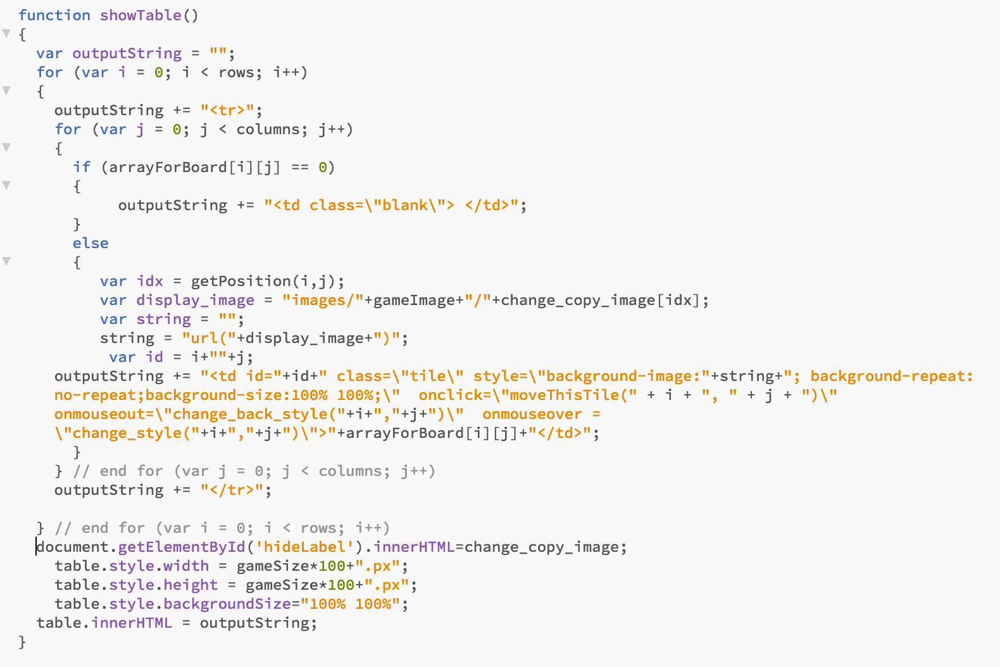 function showTable()
{
  var outputString = "";
  for (var i = 0; i < rows; i++)
  {
    outputString += "<tr>";
    for (var j = 0; j < columns; j++)
    {
      if (arrayForBoard[i][j] == 0)
      {
           outputString += "<td class=\"blank\"> </td>";
      }
      else
      {
         var idx = getPosition(i,j);
         var display_image = "images/"+gameImage+"/"+change_copy_image[idx];
         var string = "";
         string = "url("+display_image+")";
          var id = i+""+j;
    outputString += "<td id="+id+" class=\"tile\" style=\"background-image:"+string+"; background-repeat:
    no-repeat;background-size:100% 100%;\"  onclick=\"moveThisTile(" + i + ", " + j + ")\"
    onmouseout=\"change_back_style("+i+","+j+")\"  onmouseover =
    \"change_style("+i+","+j+")\">"+arrayForBoard[i][j]+"</td>";
      }
    } // end for (var j = 0; j < columns; j++)
    outputString += "</tr>";

  } // end for (var i = 0; i < rows; i++)
  document.getElementById('hideLabel').innerHTML=change_copy_image;
    table.style.width = gameSize*100+".px";
    table.style.height = gameSize*100+".px";
    table.style.backgroundSize="100% 100%";
  table.innerHTML = outputString;
}